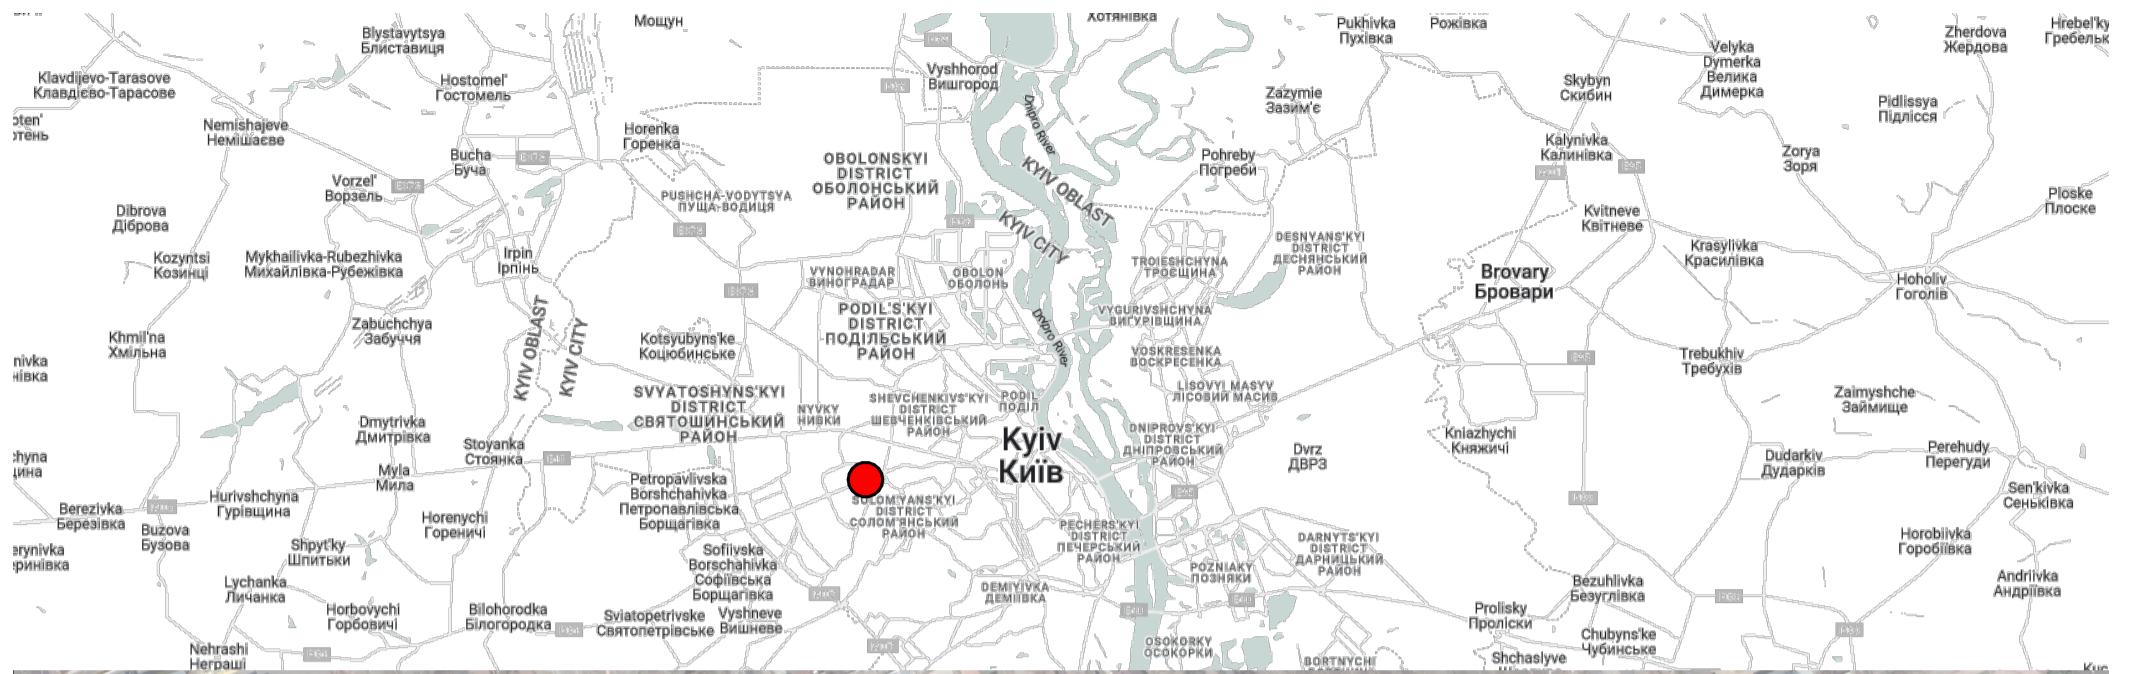 Мощун
Хотянівка
Pukhivka
Пухівка
Рожівка
Zherdova
Жердова
Blystavytsya
Блиставиця
Velyka
Dymerka
Велика
Димерка
Klavdijevo-Tarasove
Клавдієво-Тарасове
Hostomel'
Гостомель
Vyshhorod
Вишгород
Zazymie
Зазим'є
Skybyn
Скибин
Pidlissya
Підлісся
Nemishajeve
Немішаєве
Horenka
Горенка
Dnipro River
Kalynivka
Калинівка
Zorya
Зоря
Bucha
Буча
OBOLONSKYI
DISTRICT
ОБОЛОНСЬКИЙ
РАЙОН
Pohreby
Погреби
Vorzel'
Ворзель
PUSHCHA-VODYTSYA
ПУЩА-ВОДИЦЯ
KYIV OBLAST
KYIV CITY
Ploske
Плоске
Dibrova
Діброва
Kvitneve
Квітневе
Kozyntsi
Козинці
Mykhailivka-Rubezhivka
Михайлівка-Рубежівка
Irpin
Ірпінь
VYNOHRADAR
ВИНОГРАДАР
OBOLON
ОБОЛОНЬ
TROIESHCHYNA
ТРОЄЩИНА
DESNYANS'KYI
DISTRICT
ДЕСНЯНСЬКИЙ
РАЙОН
Krasylivka
Красилівка
Brovary
Бровари
Hoholiv
Гоголів
PODIL'S'KYI
DISTRICT
ПОДІЛЬСЬКИЙ
РАЙОН
VYGURIVSHCHYNA
ВИГУРІВЩИНА
Dnipro River
Zabuchchya
Забуччя
KYIV OBLAST
KYIV CITY
Khmil'na
Хмільна
Kotsyubyns'ke
Коцюбинське
VOSKRESENKA
ВОСКРЕСЕНКА
Trebukhiv
Требухів
LISOVYI MASYV
ЛІСОВИЙ МАСИВ
Zaimyshche
Займище
SVYATOSHYNS'KYI
DISTRICT
СВЯТОШИНСЬКИЙ
РАЙОН
NYVKY
НИВКИ
SHEVCHENKIVS'KYI
DISTRICT
ШЕВЧЕНКІВСЬКИЙ
РАЙОН
PODIL
ПОДІЛ
Dmytrivka
Дмитрівка
Stoyanka
Стоянка
Kyiv
Київ
DNIPROVS'KYI
DISTRICT
ДНІПРОВСЬКИЙ
РАЙОН
Dvrz
ДВРЗ
Kniazhychi
Княжичі
Dudarkiv
Дударків
Perehudy
Перегуди
Myla
Мила
Petropavlivska
Borshchahivka
Петропавлівська
Борщагівка
Hurivshchyna
Гурівщина
Berezivka
Березівка
Buzova
Бузова
Horenychi
Гореничі
SOLOM'YANS'KYI
DISTRICT
СОЛОМ'ЯНСЬКИЙ
РАЙОН
Sen'kivka
Сеньківка
PECHERS'KYI
DISTRICT
ПЕЧЕРСЬКИЙ
РАЙОН
DARNYTS'KYI
DISTRICT
ДАРНИЦЬКИЙ
РАЙОН
Horobiivka
Горобіївка
Shpyt'ky
Шпитьки
Sofiivska
Borschahivka
Софіївська
Борщагівка
POZNIAKY
ПОЗНЯКИ
Lychanka
Личанка
DEMIYIVKA
ДЕМІЇВКА
Bezuhlivka
Безуглівка
Andriivka
Андріївка
Horbovychi
Горбовичі
Bilohorodka
Білогородка
Sviatopetrivske
Святопетрівське
Vyshneve
Вишневе
Prolisky
Проліски
Chubyns'ke
Чубинське
OSOKORKY
ОСОКОРКИ
Nehrashi
Неграші
BORTNYCHI
Shchaslyve